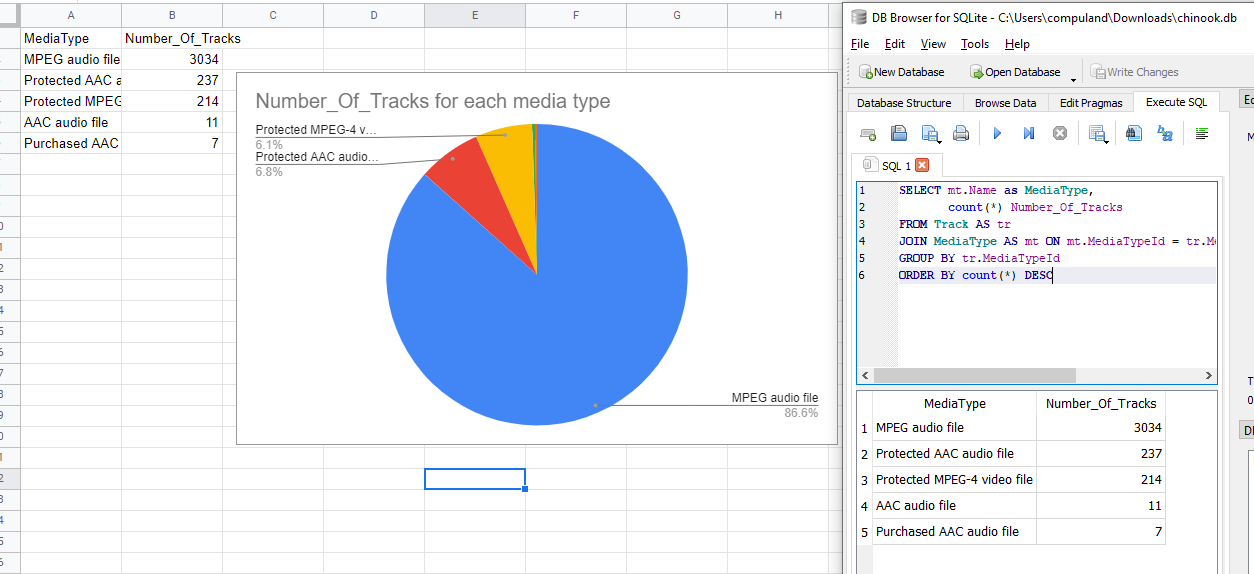 A B C D E F G H
MediaType Number_Of_Tracks
MPEG audio file 3034
Protected AAC a 237
Protected MPEG 214
AAC audio file 11
Purchased AAC 7
Number_Of_Tracks for each media type
Protected MPEG-4 v...
6.1%
Protected AAC audio...
6.8%
MPEG audio file
86.6%
DB Browser for SQLite - C:\Users\compuland\Downloads\chinook.db
File Edit View Tools Help
New Database Open Database Write Changes
Database Structure Browse Data Edit Pragmas Execute SQL
SQL 1
1 SELECT mt.Name as MediaType,
2 count(*) Number_Of_Tracks
3 FROM Track AS tr
4 JOIN MediaType AS mt ON mt.MediaTypeId = tr.M
5 GROUP BY tr.MediaTypeId
6 ORDER BY count(*) DESC
MediaType Number_Of_Tracks
1 MPEG audio file 3034
2 Protected AAC audio file 237
3 Protected MPEG-4 video file 214
4 AAC audio file 11
5 Purchased AAC audio file 7